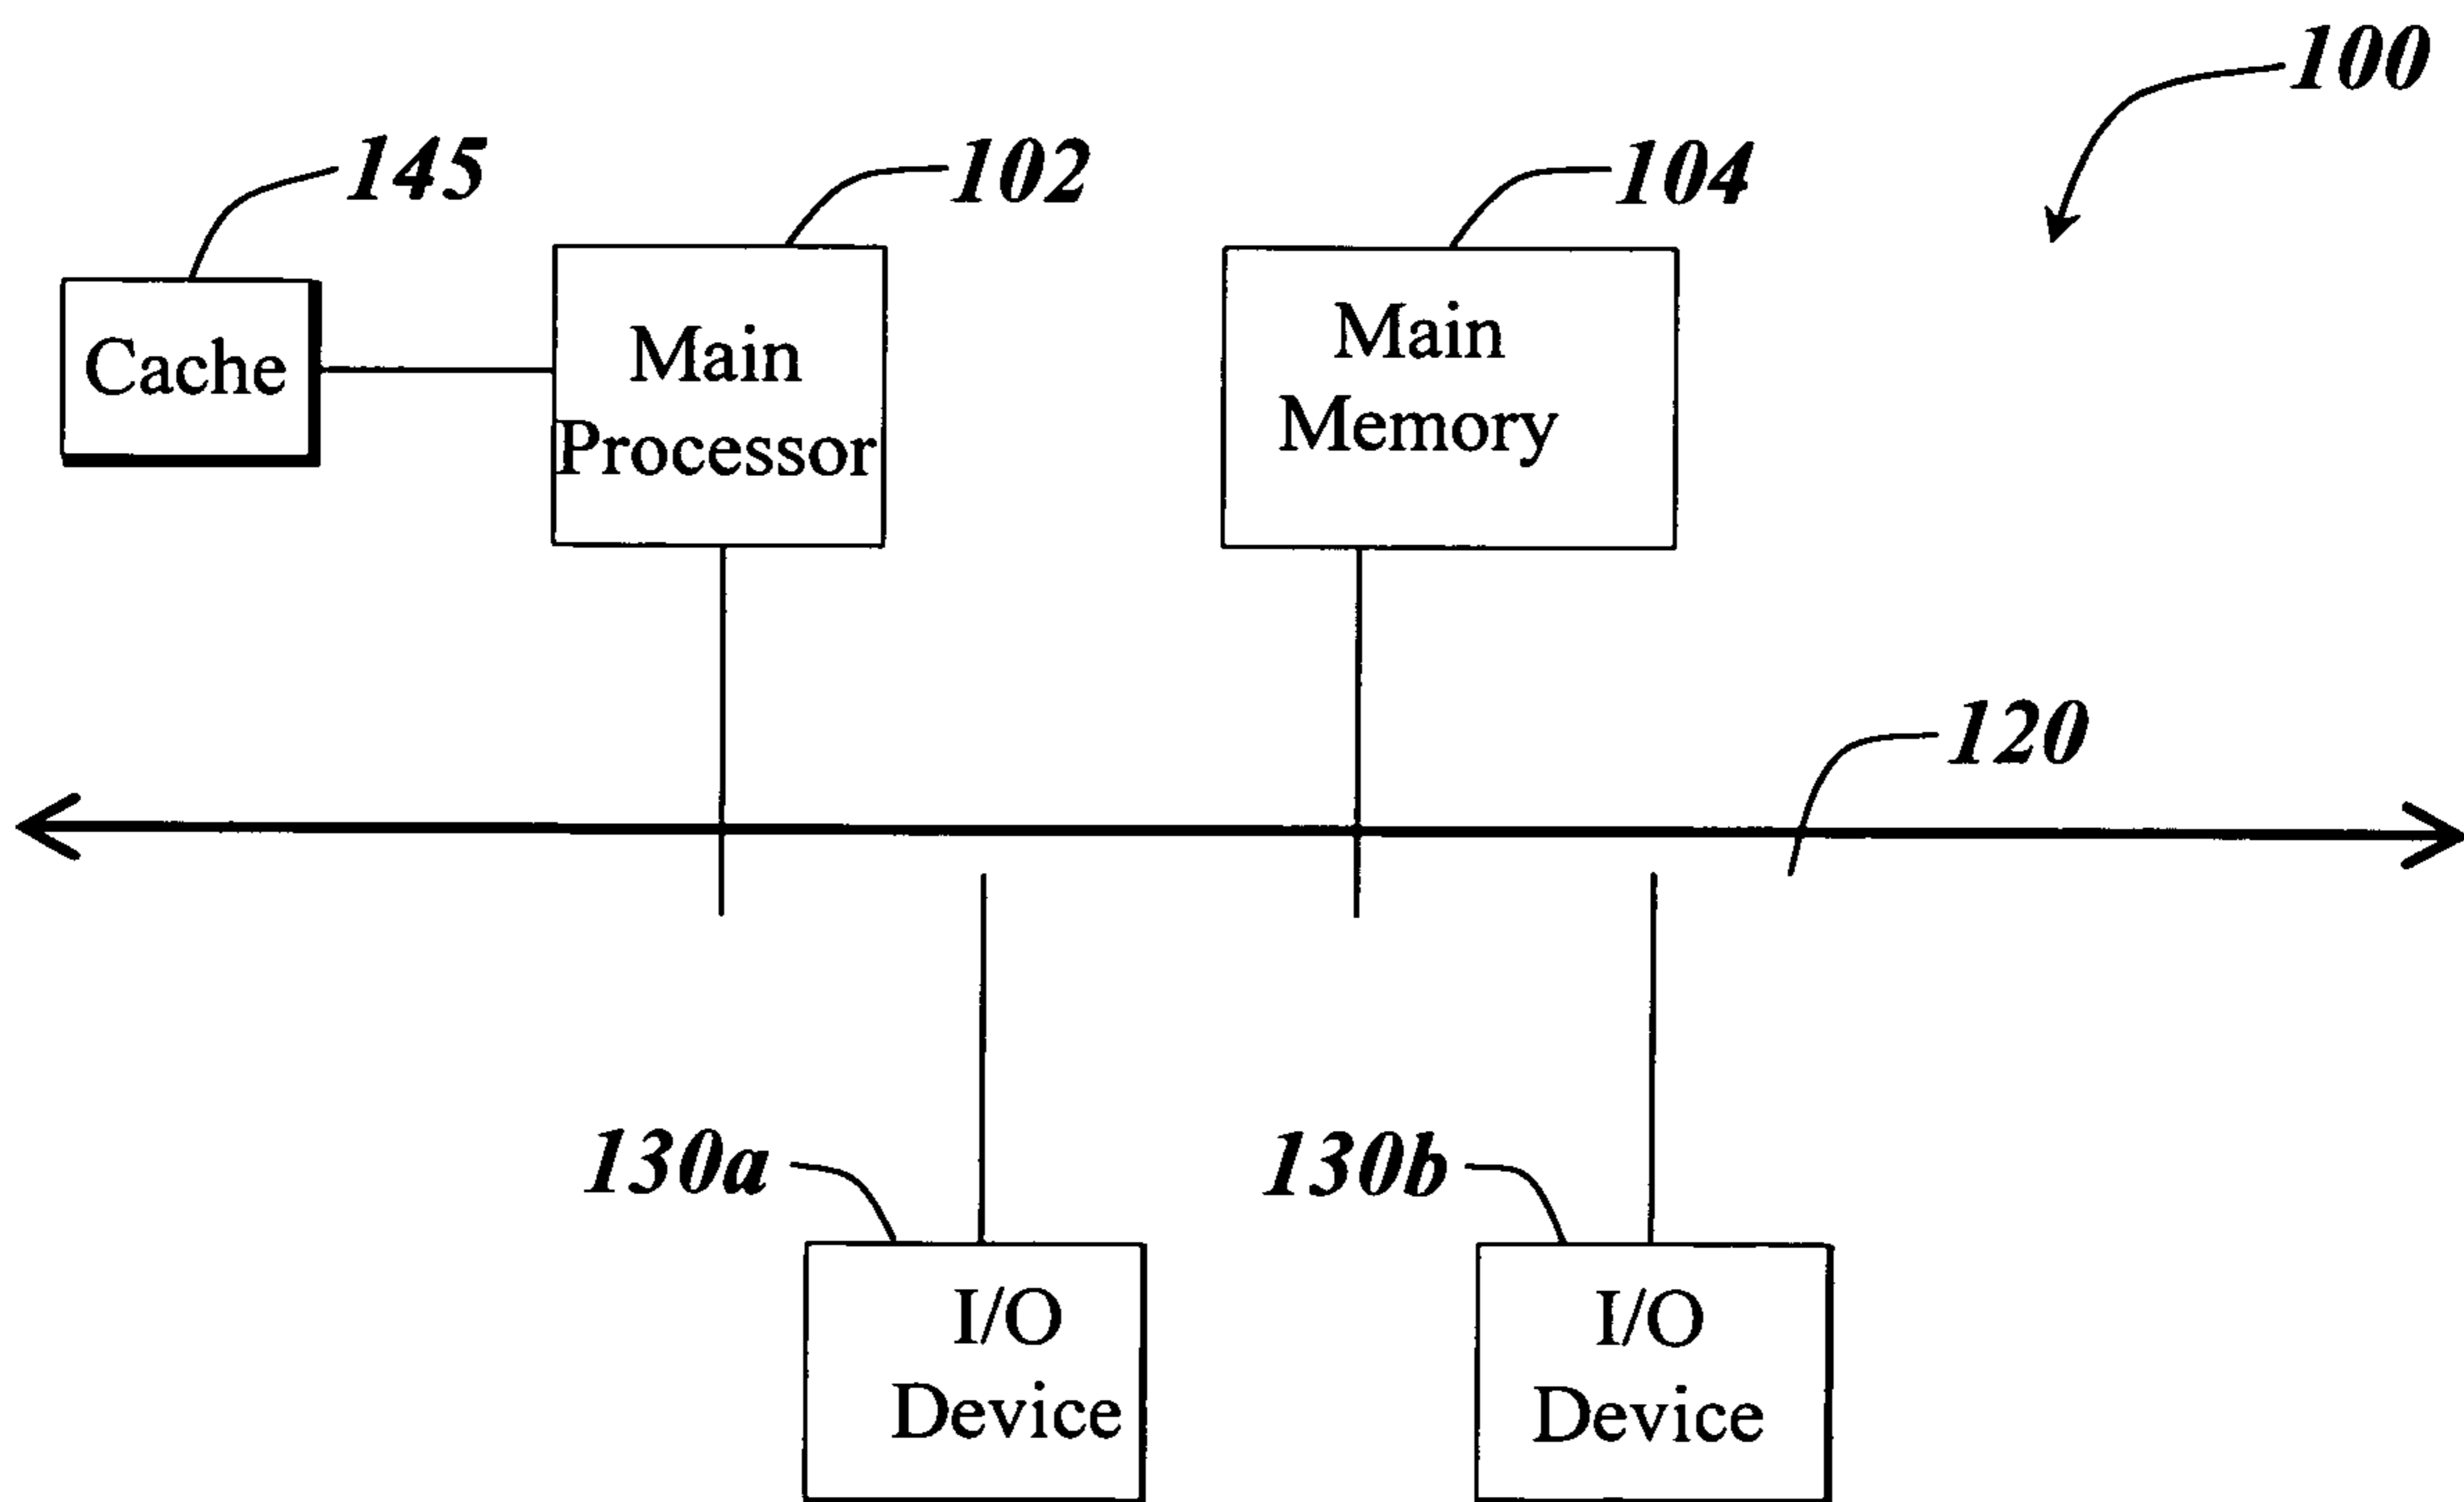 100
145
102
104
Cache
Main
Processor
Main
Memory
120
130a
130b
I/O
Device
I/O
Device